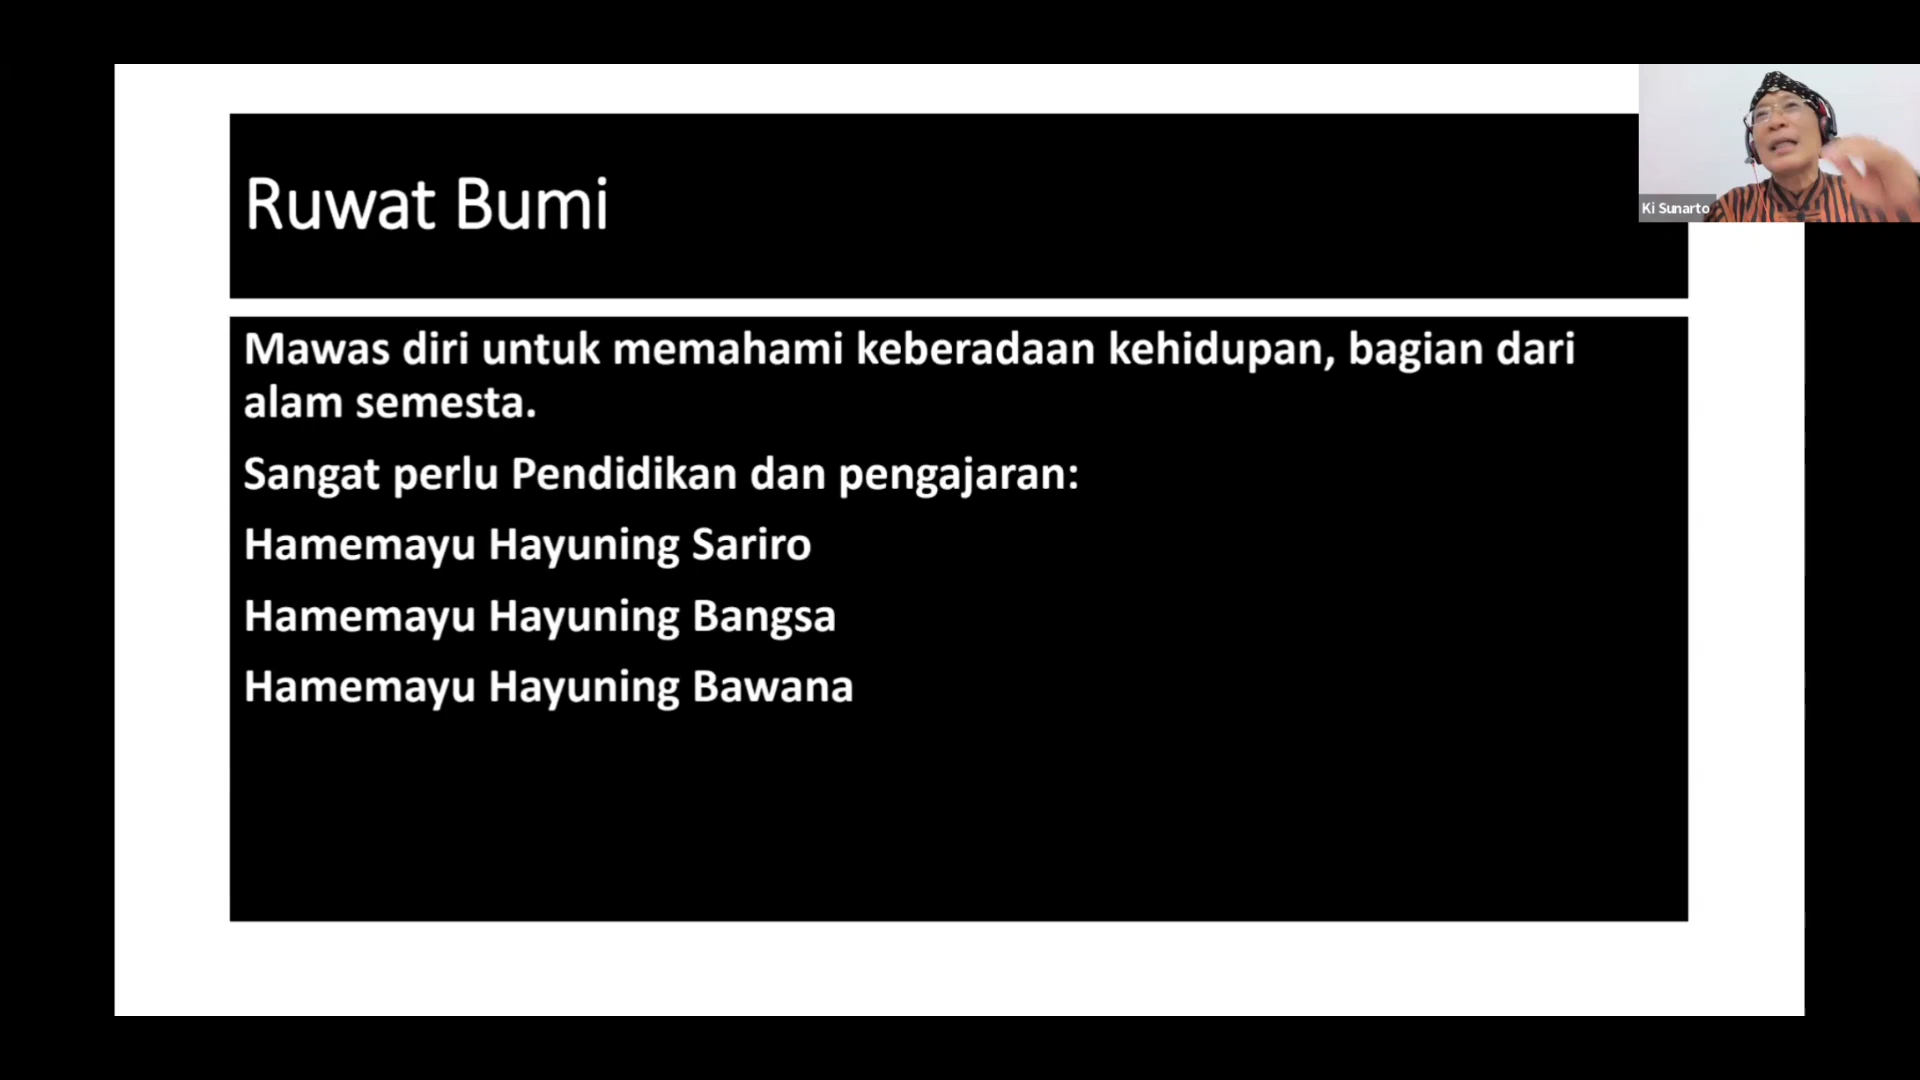 Ruwat Bumi
Ki Sunarto
Mawas diri untuk memahami keberadaan kehidupan, bagian dari
alam semesta.
Sangat perlu Pendidikan dan pengajaran:
Hamemayu Hayuning Sariro
Hamemayu Hayuning Bangsa
Hamemayu Hayuning Bawana